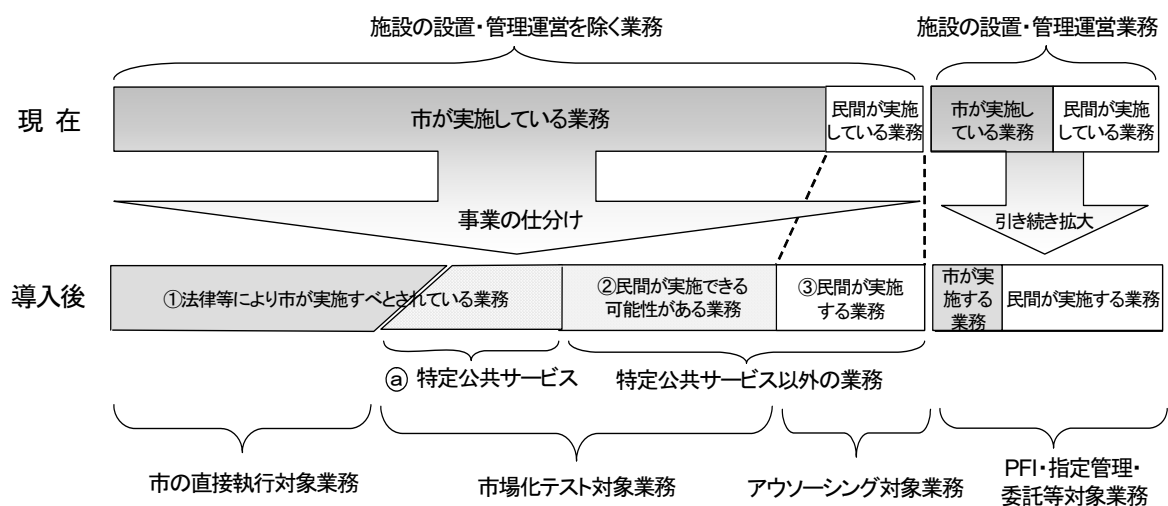 施設の設置・管理運営を除く業務
施設の設置・管理運営業務
現 在
市が実施している業務
民間が実施
している業務
市が実施し
ている業務
民間が実施
している業務
事業の仕分け
引き続き拡大
導入後
①法律等により市が実施すべとされている業務
②民間が実施できる
可能性がある業務
③民間が実施
する業務
市が実
施する
業務
民間が実施する業務
ⓐ 特定公共サービス
特定公共サービス以外の業務
市の直接執行対象業務
市場化テスト対象業務
アウソーシング対象業務
PFI・指定管理・
委託等対象業務